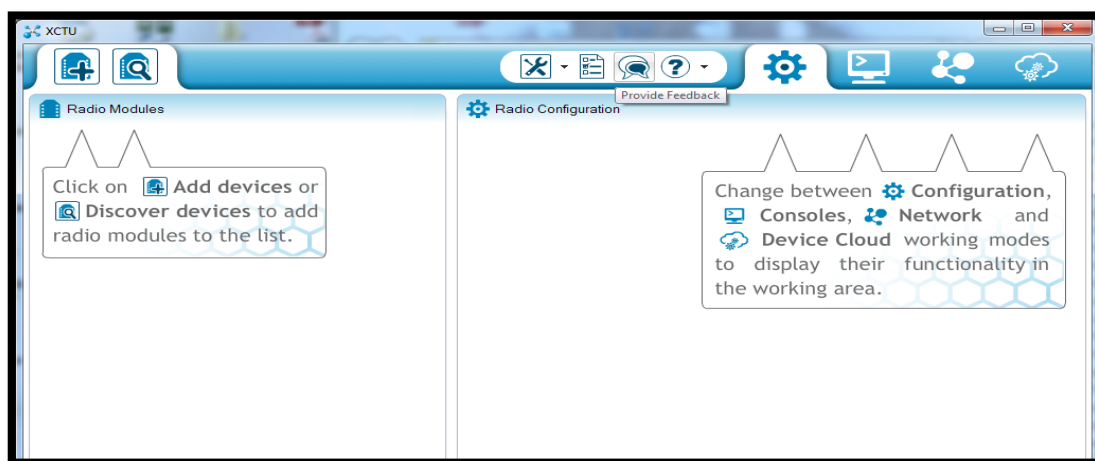 XCTU
Provide Feedback
Radio Modules
Radio Configuration
Click on Add devices or
Discover devices to add
radio modules to the list.
Change between Configuration,
Consoles, Network and
Device Cloud working modes
to display their functionality in
the working area.